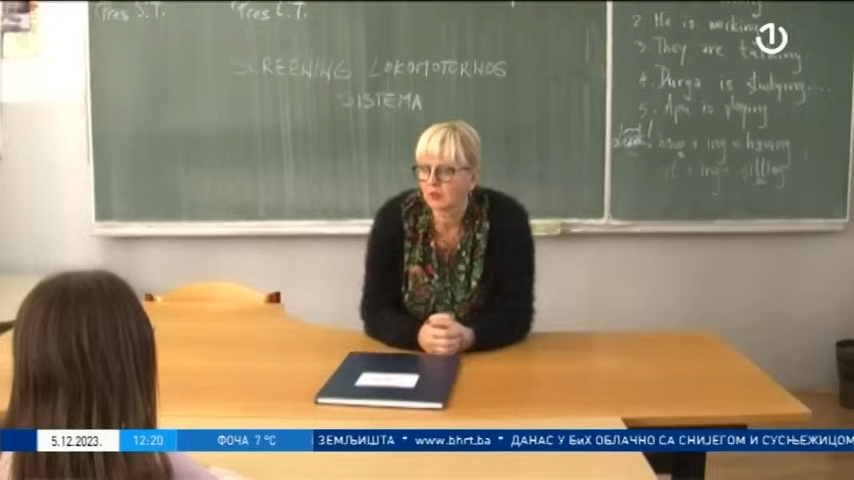 Pres S.T.
Pres C.T.
SCREENING LOKOMOTORNOG
SISTEMA
2. He is working
3. They are talking
4. Durga is studying....
5. Apu is playing...
have + ing = having
sit + ing = sitting
1
5.12.2023. 12:20 ФОЧА 7 °C ЗЕМЉИШТА * www.bhrt.ba * ДАНАС У БиХ ОБЛАЧНО СА СНИЈЕГОМ И СУСЊЕЖИЦОМ